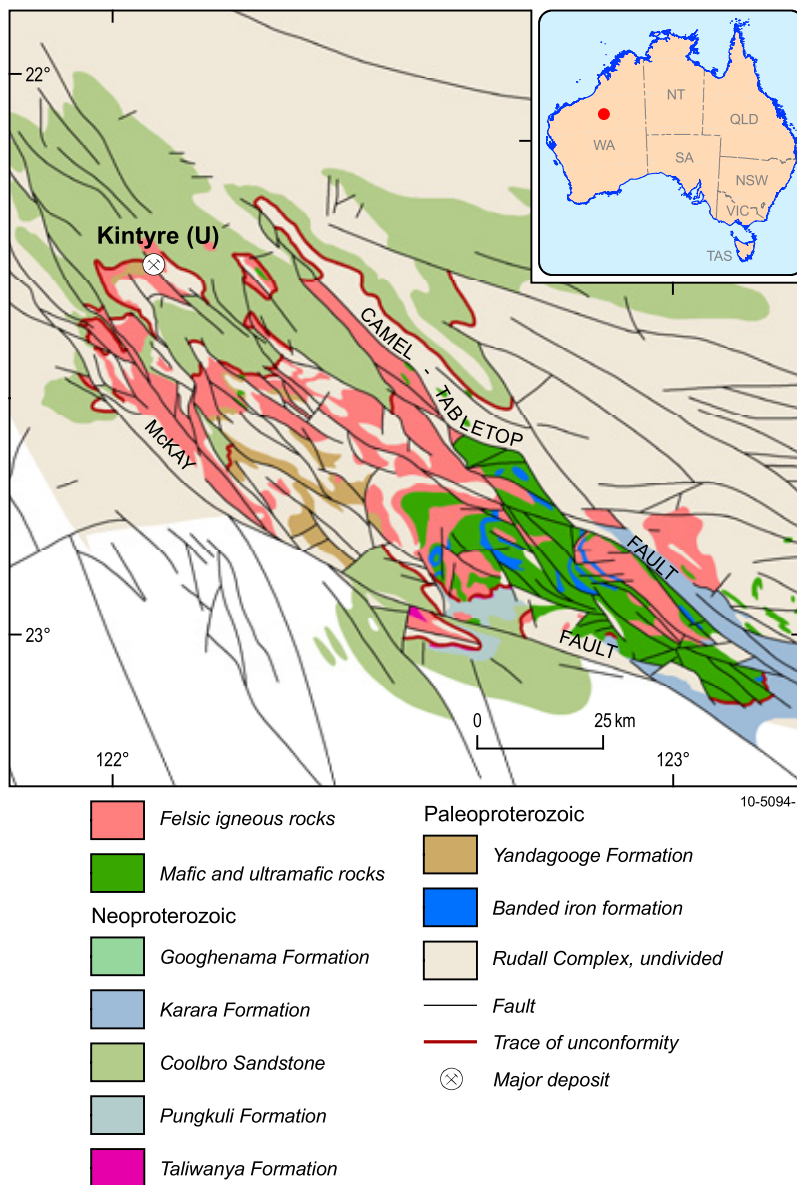 22°
Kintyre (U)
CAMEL - TABLETOP
McKAY
FAULT
23°
FAULT
0 25 km
122° 123°
NT
QLD
WA
SA
NSW
VIC
TAS
10-5094-
Felsic igneous rocks
Mafic and ultramafic rocks
Neoproterozoic
Googhenama Formation
Karara Formation
Coolbro Sandstone
Pungkuli Formation
Taliwanya Formation
Paleoproterozoic
Yandagooge Formation
Banded iron formation
Rudall Complex, undivided
Fault
Trace of unconformity
Major deposit